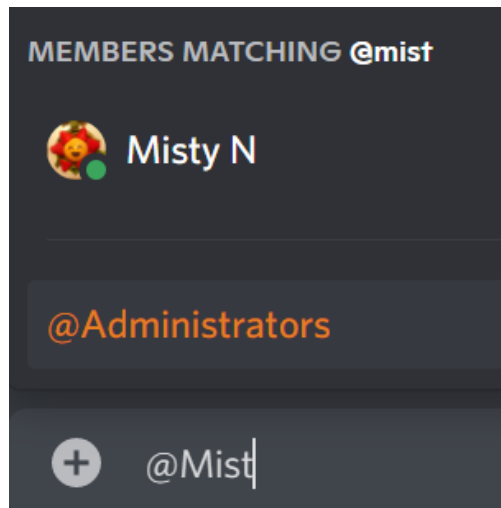 MEMBERS MATCHING @mist
Misty N
@Administrators
@Mist